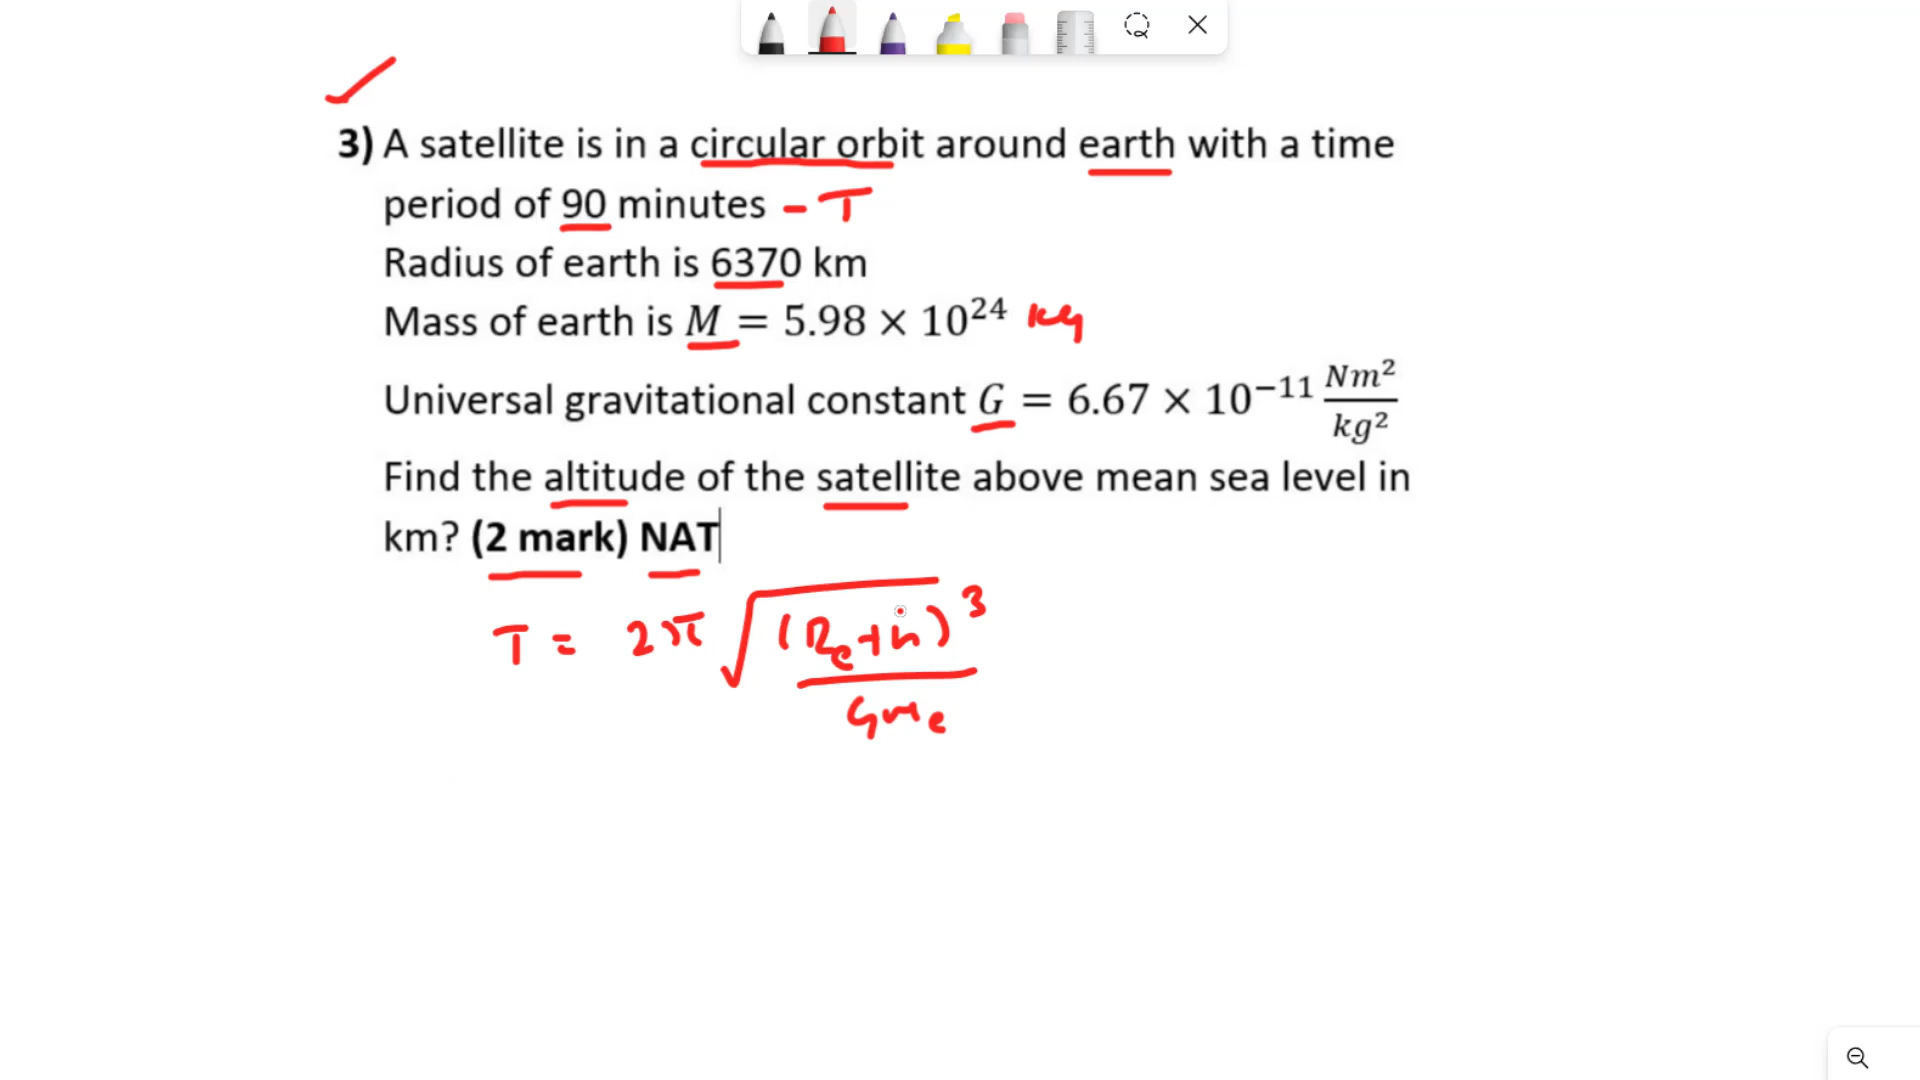 3) A satellite is in a circular orbit around earth with a time
period of 90 minutes - T
Radius of earth is 6370 km
Mass of earth is M = 5.98 × 10²⁴ kg
Universal gravitational constant G = 6.67 × 10⁻¹¹ Nm²/kg²
Find the altitude of the satellite above mean sea level in
km? (2 mark) NAT
T = 2π √((Re+h)³/GMe)